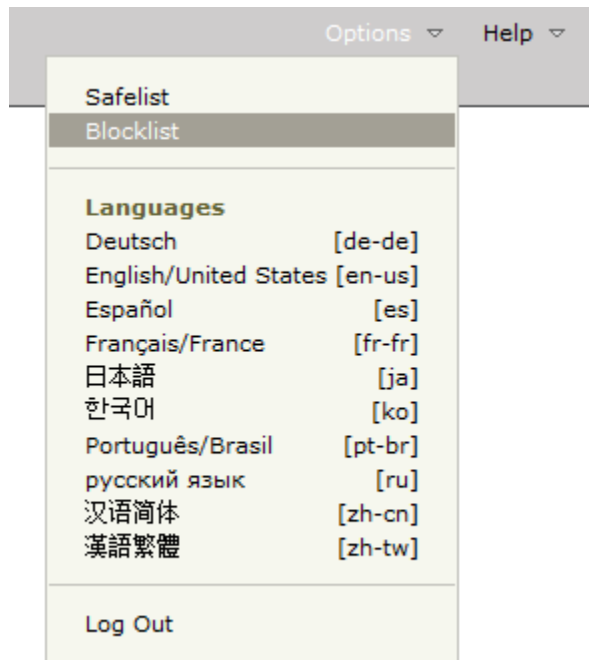 Options Help
Safelist
Blocklist
Languages
Deutsch [de-de]
English/United States [en-us]
Español [es]
Français/France [fr-fr]
日本語 [ja]
한국어 [ko]
Português/Brasil [pt-br]
русский язык [ru]
汉语简体 [zh-cn]
漢語繁體 [zh-tw]
Log Out